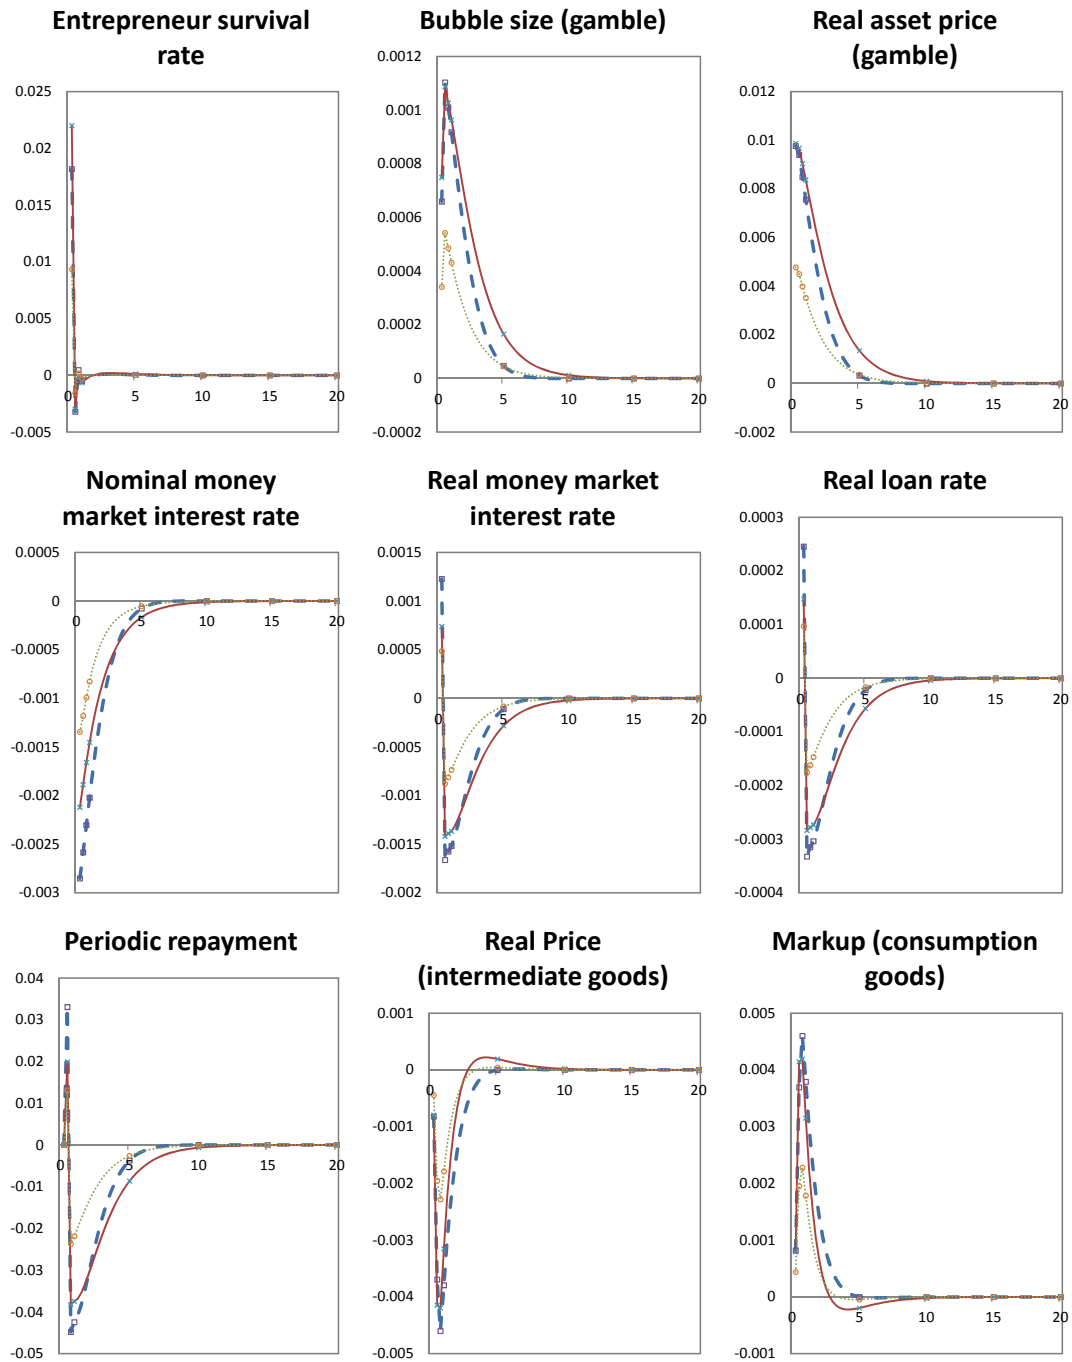 Entrepreneur survival
rate
0.025
0.02
0.015
0.01
0.005
0
-0.005
0 5 10 15 20
Bubble size (gamble)
0.0012
0.001
0.0008
0.0006
0.0004
0.0002
0
-0.0002
0 5 10 15 20
Real asset price
(gamble)
0.012
0.01
0.008
0.006
0.004
0.002
0
-0.002
0 5 10 15 20
Nominal money
market interest rate
0.0005
0
-0.0005
-0.001
-0.0015
-0.002
-0.0025
-0.003
0 5 10 15 20
Real money market
interest rate
0.0015
0.001
0.0005
0
-0.0005
-0.001
-0.0015
-0.002
0 5 10 15 20
Real loan rate
0.0003
0.0002
0.0001
0
-0.0001
-0.0002
-0.0003
-0.0004
0 5 10 15 20
Periodic repayment
0.04
0.03
0.02
0.01
0
-0.01
-0.02
-0.03
-0.04
-0.05
0 5 10 15 20
Real Price
(intermediate goods)
0.001
0
-0.001
-0.002
-0.003
-0.004
-0.005
0 5 10 15 20
Markup (consumption
goods)
0.005
0.004
0.003
0.002
0.001
0
-0.001
0 5 10 15 20